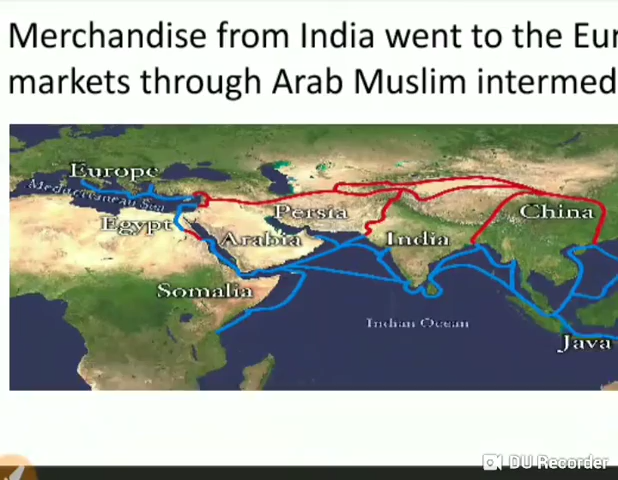 Merchandise from India went to the Eur
markets through Arab Muslim intermed
Europe
Mediterranean Sea
Egypt
Persia
China
Arabia
India
Somalia
Indian Ocean
Java
DU Recorder